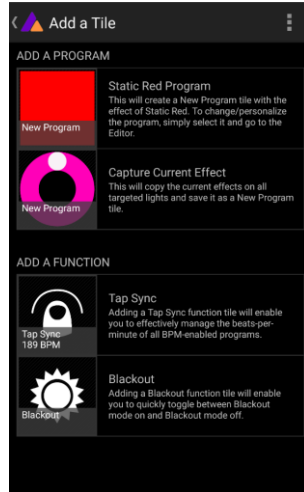 Add a Tile
ADD A PROGRAM
Static Red Program
This will create a New Program tile with the
effect of Static Red. To change/personalize
the program, simply select it and go to the
Editor.
New Program
Capture Current Effect
This will copy the current effects on all
targeted lights and save it as a New Program
tile.
New Program
ADD A FUNCTION
Tap Sync
Adding a Tap Sync function tile will enable
you to effectively manage the beats-per-
minute of all BPM-enabled programs.
Tap Sync
189 BPM
Blackout
Adding a Blackout function tile will enable
you to quickly toggle between Blackout
mode on and Blackout mode off.
Blackout